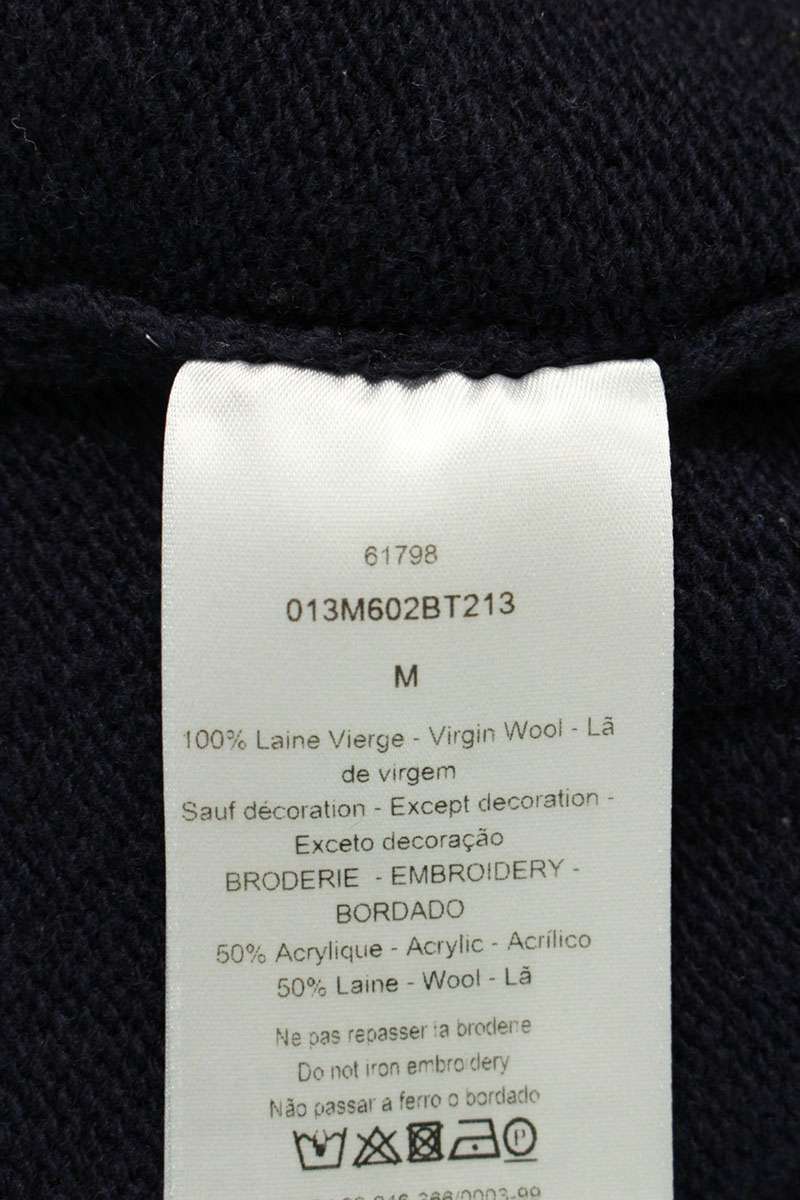 61798
013M602BT213
M
100% Laine Vierge - Virgin Wool - Lã
de virgem
Sauf décoration - Except decoration -
Exceto decoração
BRODERIE - EMBROIDERY -
BORDADO
50% Acrylique - Acrylic - Acrílico
50% Laine - Wool - Lã
Ne pas repasser la broderie
Do not iron embroidery
Não passar a ferro o bordado
P